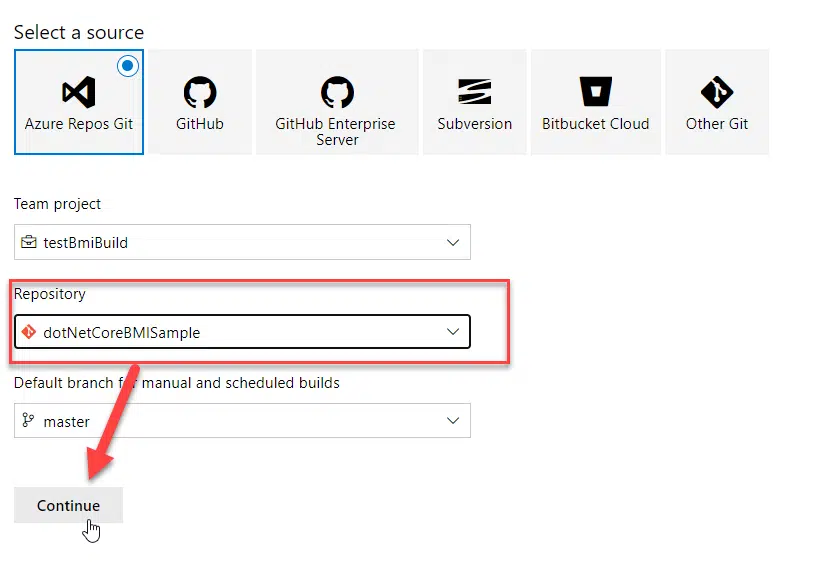 Select a source
Azure Repos Git
GitHub
GitHub Enterprise
Server
Subversion
Bitbucket Cloud
Other Git
Team project
testBmiBuild
Repository
dotNetCoreBMISample
Default branch for manual and scheduled builds
master
Continue